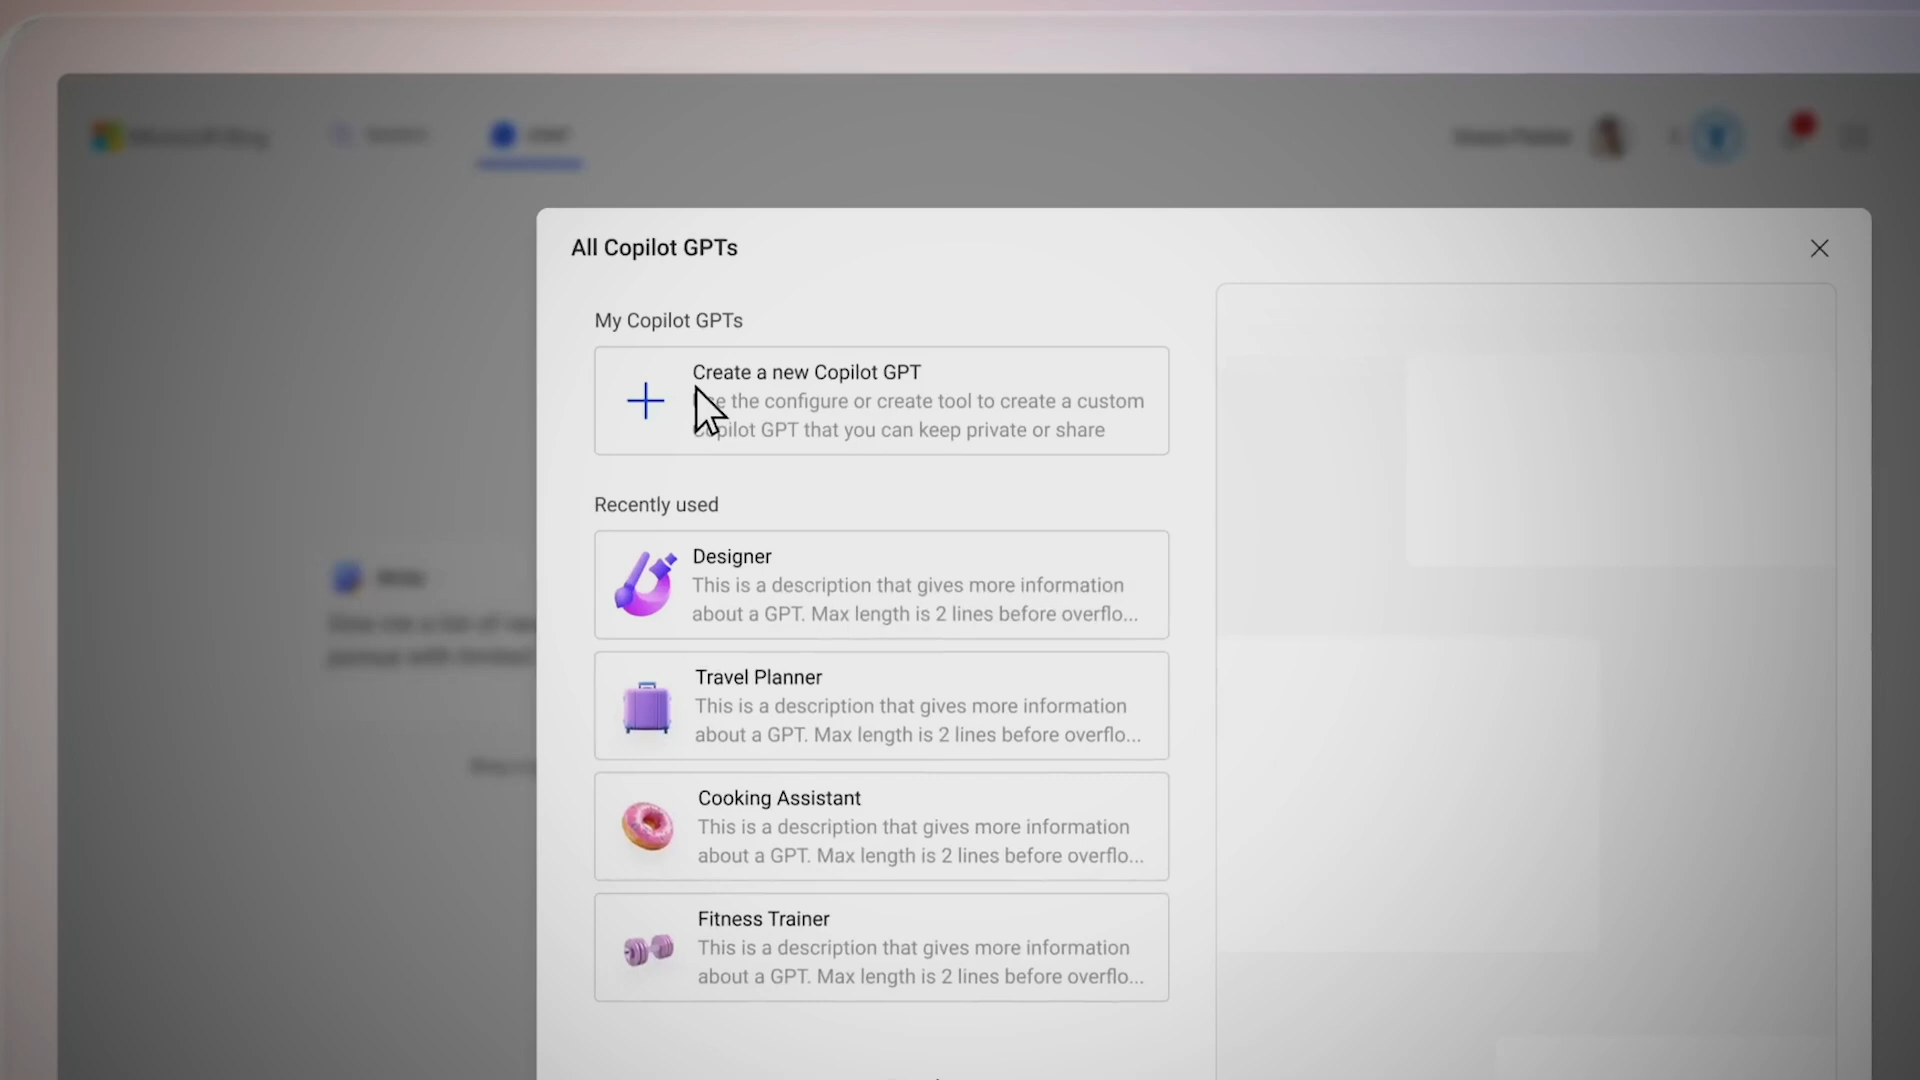 All Copilot GPTs
My Copilot GPTs
Create a new Copilot GPT
the configure or create tool to create a custom
Copilot GPT that you can keep private or share
Recently used
Designer
This is a description that gives more information
about a GPT. Max length is 2 lines before overflo...
Travel Planner
This is a description that gives more information
about a GPT. Max length is 2 lines before overflo...
Cooking Assistant
This is a description that gives more information
about a GPT. Max length is 2 lines before overflo...
Fitness Trainer
This is a description that gives more information
about a GPT. Max length is 2 lines before overflo...